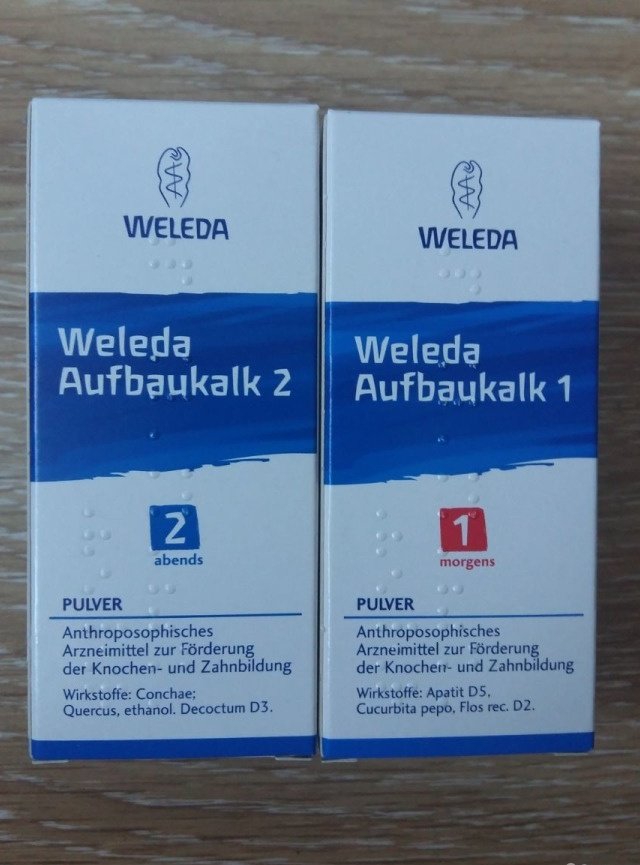 WELEDA
Weleda
Aufbaukalk 2
2
abends
PULVER
Anthroposophisches
Arzneimittel zur Förderung
der Knochen- und Zahnbildung
Wirkstoffe: Conchae;
Quercus, ethanol. Decoctum D3.
WELEDA
Weleda
Aufbaukalk 1
1
morgens
PULVER
Anthroposophisches
Arzneimittel zur Förderung
der Knochen- und Zahnbildung
Wirkstoffe: Apatit D5,
Cucurbita pepo, Flos rec. D2.